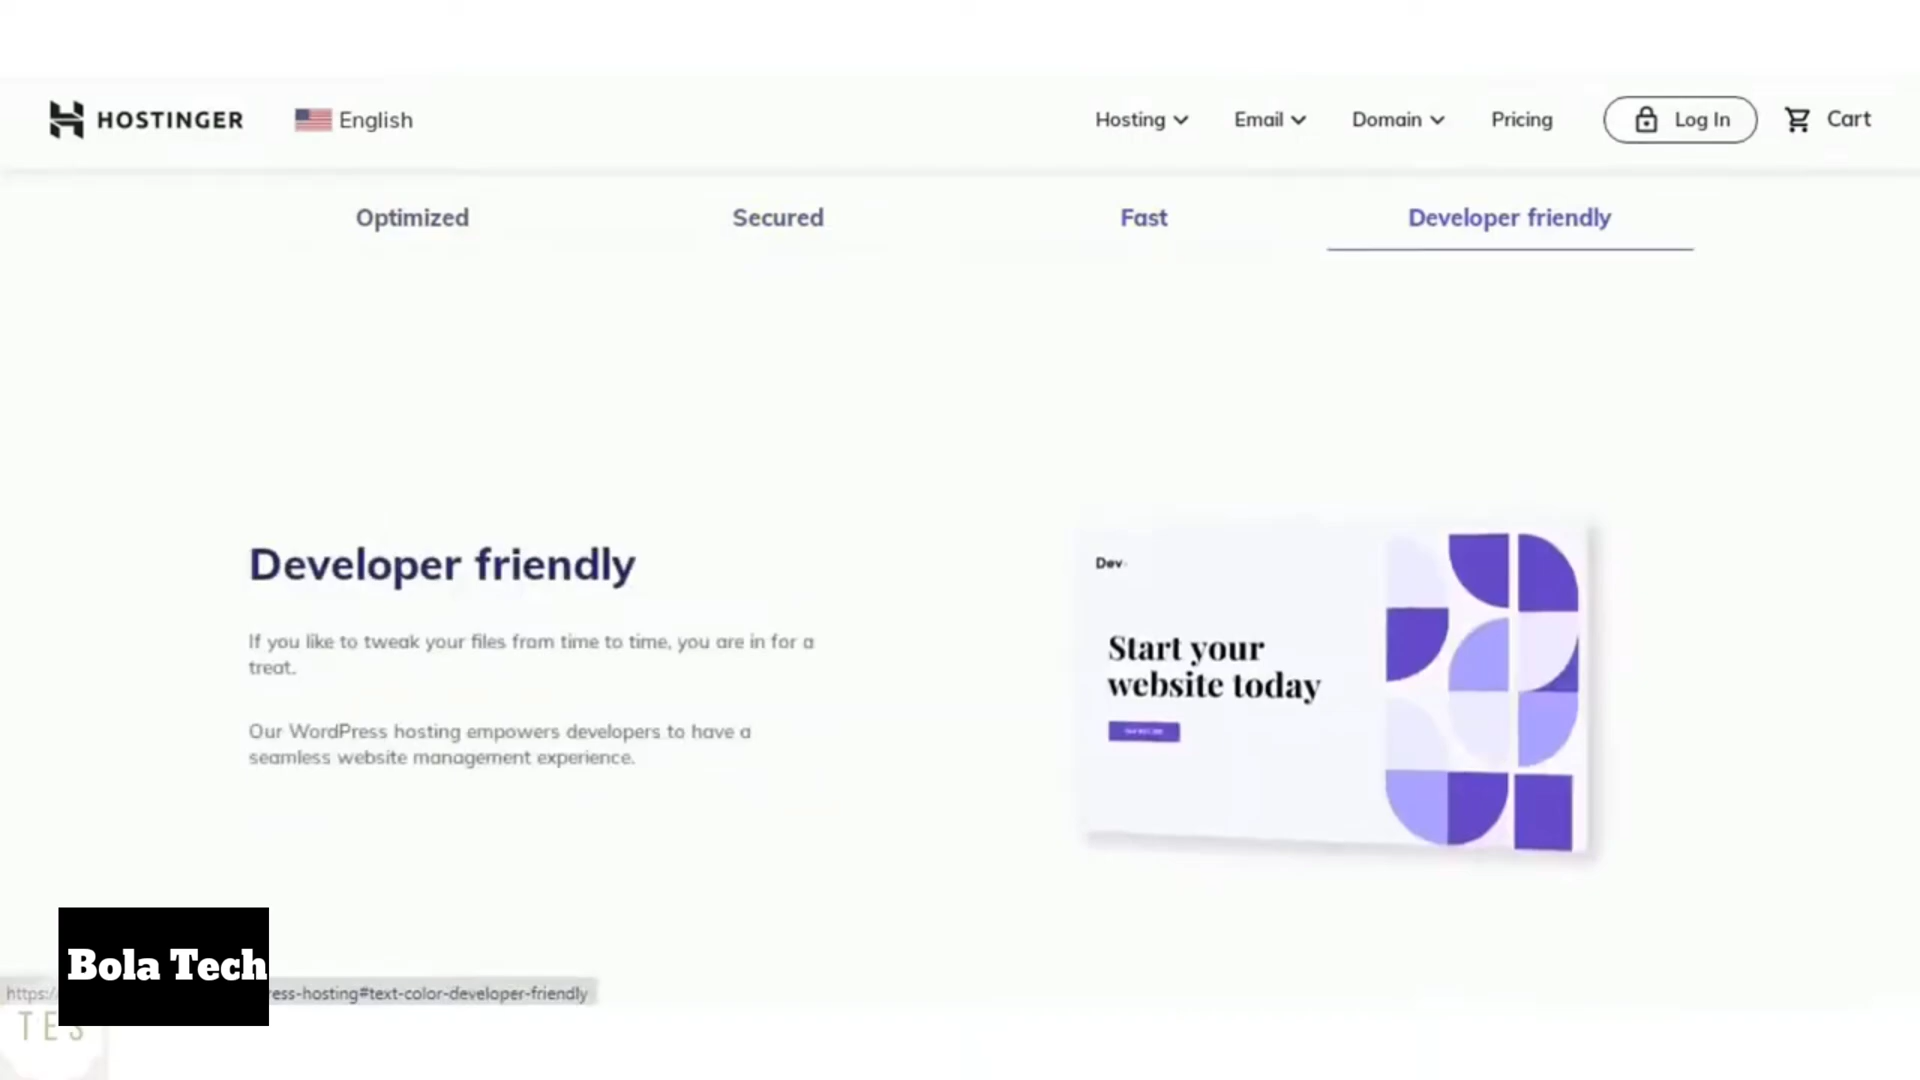 HOSTINGER English Hosting Email Domain Pricing Log In Cart
Optimized Secured Fast Developer friendly
Developer friendly
If you like to tweak your files from time to time, you are in for a
treat.
Our WordPress hosting empowers developers to have a
seamless website management experience.
Dev
Start your
website today
Bola Tech
https:/ ess-hosting#text-color-developer-friendly
TES